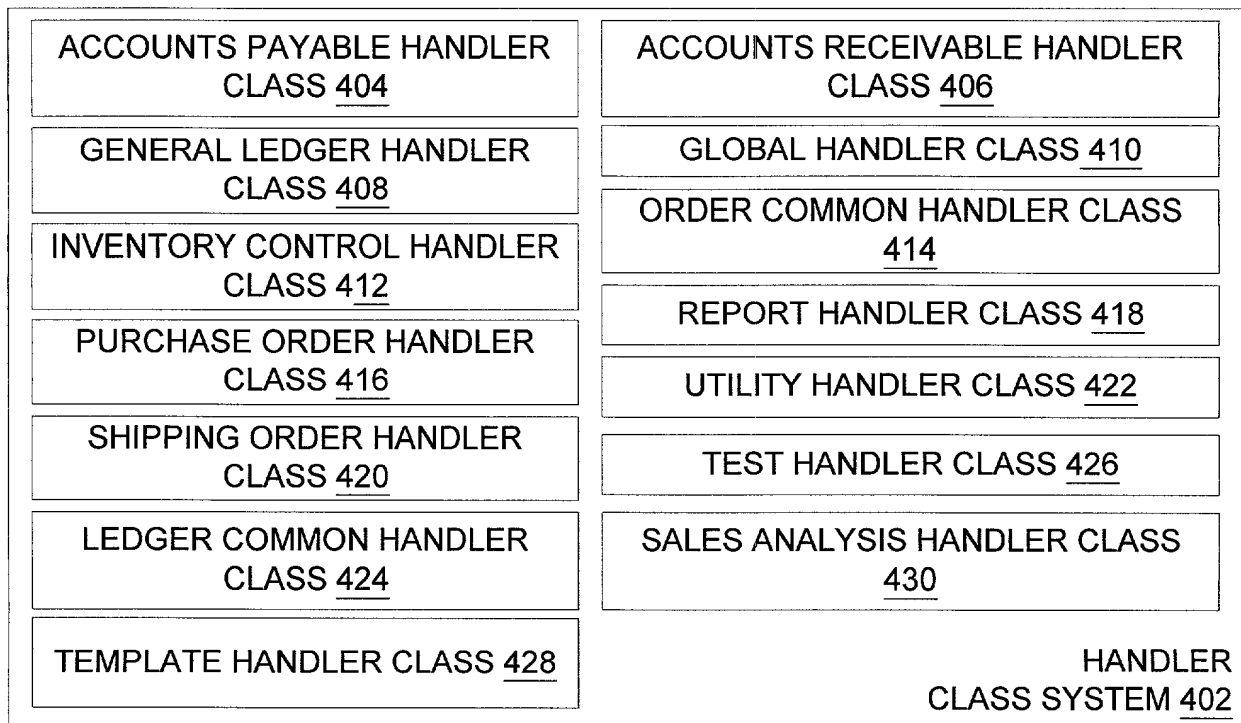 ACCOUNTS PAYABLE HANDLER
CLASS 404
ACCOUNTS RECEIVABLE HANDLER
CLASS 406
GENERAL LEDGER HANDLER
CLASS 408
GLOBAL HANDLER CLASS 410
INVENTORY CONTROL HANDLER
CLASS 412
ORDER COMMON HANDLER CLASS
414
PURCHASE ORDER HANDLER
CLASS 416
REPORT HANDLER CLASS 418
SHIPPING ORDER HANDLER
CLASS 420
UTILITY HANDLER CLASS 422
LEDGER COMMON HANDLER
CLASS 424
TEST HANDLER CLASS 426
TEMPLATE HANDLER CLASS 428
SALES ANALYSIS HANDLER CLASS
430
HANDLER
CLASS SYSTEM 402